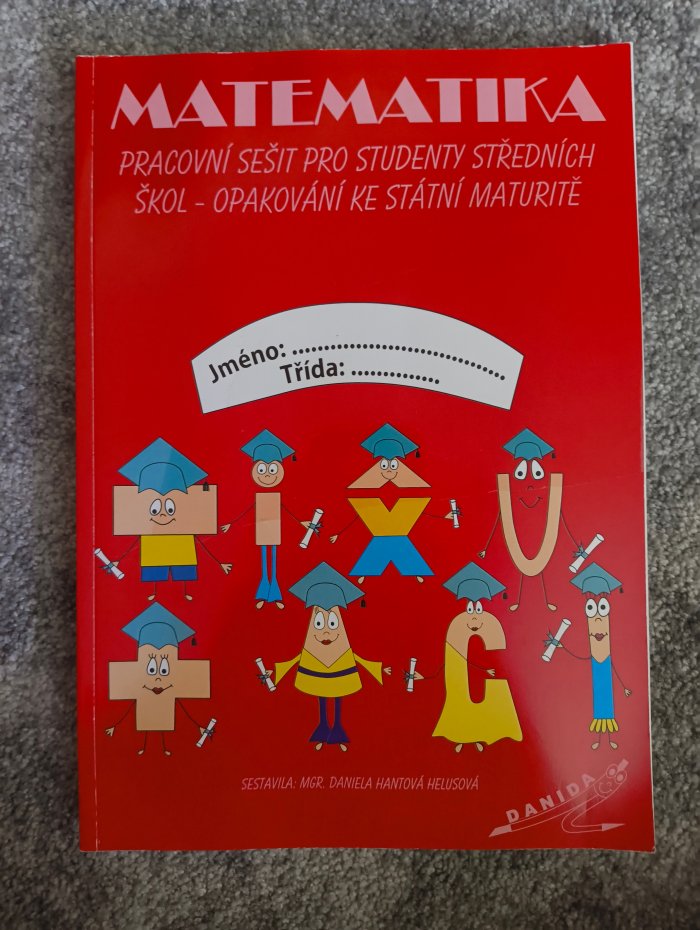 MATEMATIKA
PRACOVNÍ SEŠIT PRO STUDENTY STŘEDNÍCH
ŠKOL - OPAKOVÁNÍ KE STÁTNÍ MATURITĚ
Jméno: ..................................
Třída: ..............
SESTAVILA: MGR. DANIELA HANTOVÁ HELUSOVÁ
DANIDA